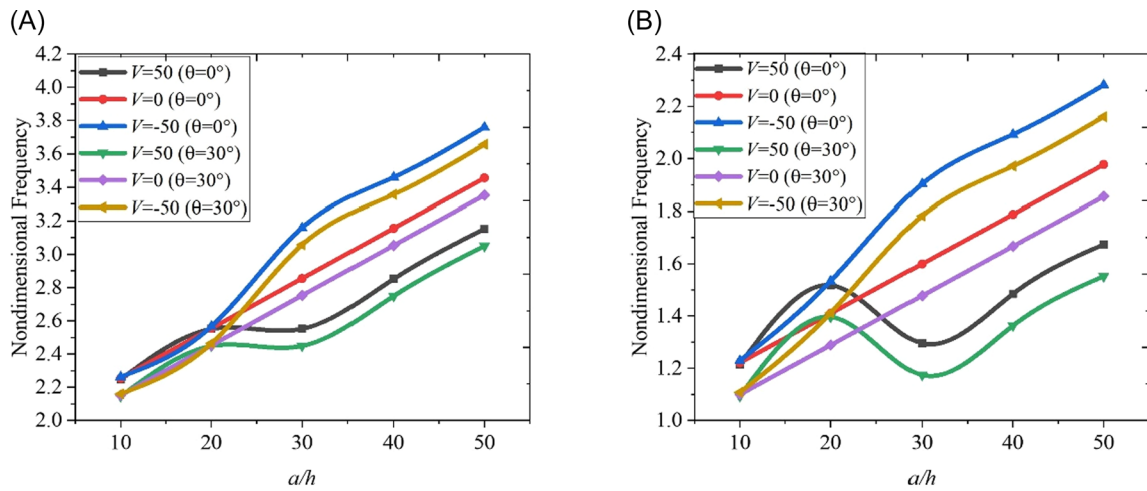 (A)
4.2
4.0
3.8
3.6
3.4
3.2
3.0
2.8
2.6
2.4
2.2
2.0
Nondimensional Frequency
V=50 (θ=0°)
V=0 (θ=0°)
V=-50 (θ=0°)
V=50 (θ=30°)
V=0 (θ=30°)
V=-50 (θ=30°)
10 20 30 40 50
a/h
(B)
2.4
2.2
2.0
1.8
1.6
1.4
1.2
1.0
Nondimensional Frequency
V=50 (θ=0°)
V=0 (θ=0°)
V=-50 (θ=0°)
V=50 (θ=30°)
V=0 (θ=30°)
V=-50 (θ=30°)
10 20 30 40 50
a/h